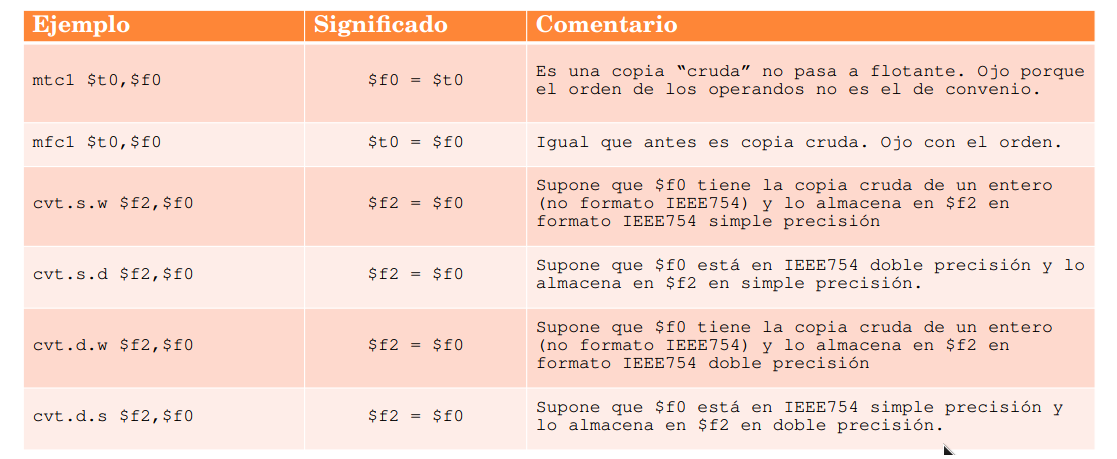 Ejemplo Significado Comentario
mtc1 $t0,$f0 $f0 = $t0 Es una copia “cruda” no pasa a flotante. Ojo porque
el orden de los operandos no es el de convenio.
mfc1 $t0,$f0 $t0 = $f0 Igual que antes es copia cruda. Ojo con el orden.
cvt.s.w $f2,$f0 $f2 = $f0 Supone que $f0 tiene la copia cruda de un entero
(no formato IEEE754) y lo almacena en $f2 en
formato IEEE754 simple precisión
cvt.s.d $f2,$f0 $f2 = $f0 Supone que $f0 está en IEEE754 doble precisión y lo
almacena en $f2 en simple precisión.
cvt.d.w $f2,$f0 $f2 = $f0 Supone que $f0 tiene la copia cruda de un entero
(no formato IEEE754) y lo almacena en $f2 en
formato IEEE754 doble precisión
cvt.d.s $f2,$f0 $f2 = $f0 Supone que $f0 está en IEEE754 simple precisión y
lo almacena en $f2 en doble precisión.